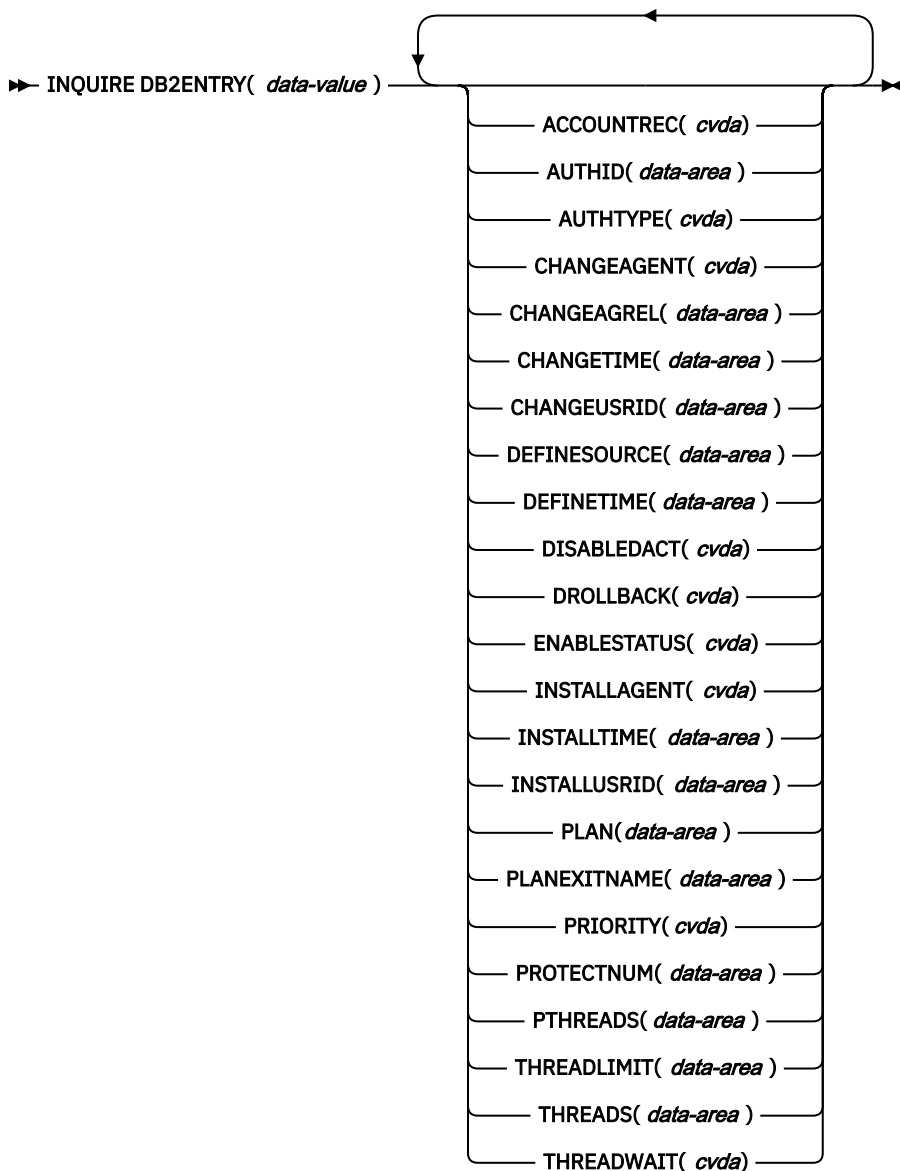 INQUIRE DB2ENTRY( data-value )
ACCOUNTREC( cvda)
AUTHID( data-area )
AUTHTYPE( cvda)
CHANGEAGENT( cvda)
CHANGEAGREL( data-area )
CHANGETIME( data-area )
CHANGEUSRID( data-area )
DEFINESOURCE( data-area )
DEFINETIME( data-area )
DISABLEDACT( cvda)
DROLLBACK( cvda)
ENABLESTATUS( cvda)
INSTALLAGENT( cvda)
INSTALLTIME( data-area )
INSTALLUSRID( data-area )
PLAN( data-area )
PLANEXITNAME( data-area )
PRIORITY( cvda)
PROTECTNUM( data-area )
PTHREADS( data-area )
THREADLIMIT( data-area )
THREADS( data-area )
THREADWAIT( cvda)